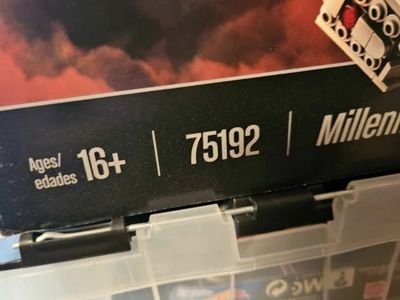 Ages/
edades 16+ | 75192 | Millenn